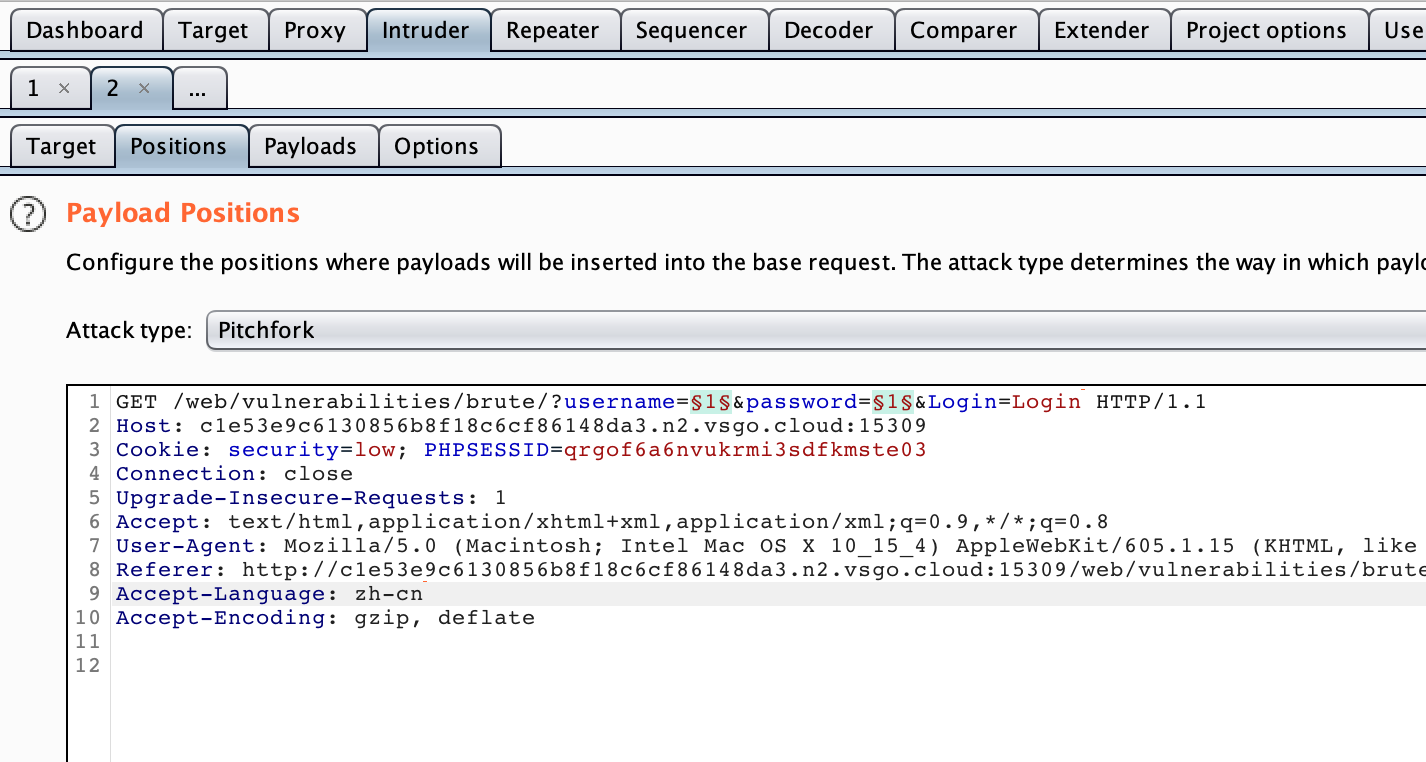 Dashboard Target Proxy Intruder Repeater Sequencer Decoder Comparer Extender Project options Use
1 × 2 × ...
Target Positions Payloads Options
? Payload Positions
Configure the positions where payloads will be inserted into the base request. The attack type determines the way in which paylo
Attack type: Pitchfork
1 GET /web/vulnerabilities/brute/?username=§1§&password=§1§&Login=Login HTTP/1.1
2 Host: c1e53e9c6130856b8f18c6cf86148da3.n2.vsgo.cloud:15309
3 Cookie: security=low; PHPSESSID=qrgof6a6nvukrmi3sdfkmste03
4 Connection: close
5 Upgrade-Insecure-Requests: 1
6 Accept: text/html,application/xhtml+xml,application/xml;q=0.9,*/*;q=0.8
7 User-Agent: Mozilla/5.0 (Macintosh; Intel Mac OS X 10_15_4) AppleWebKit/605.1.15 (KHTML, like
8 Referer: http://c1e53e9c6130856b8f18c6cf86148da3.n2.vsgo.cloud:15309/web/vulnerabilities/brute
9 Accept-Language: zh-cn
10 Accept-Encoding: gzip, deflate
11
12